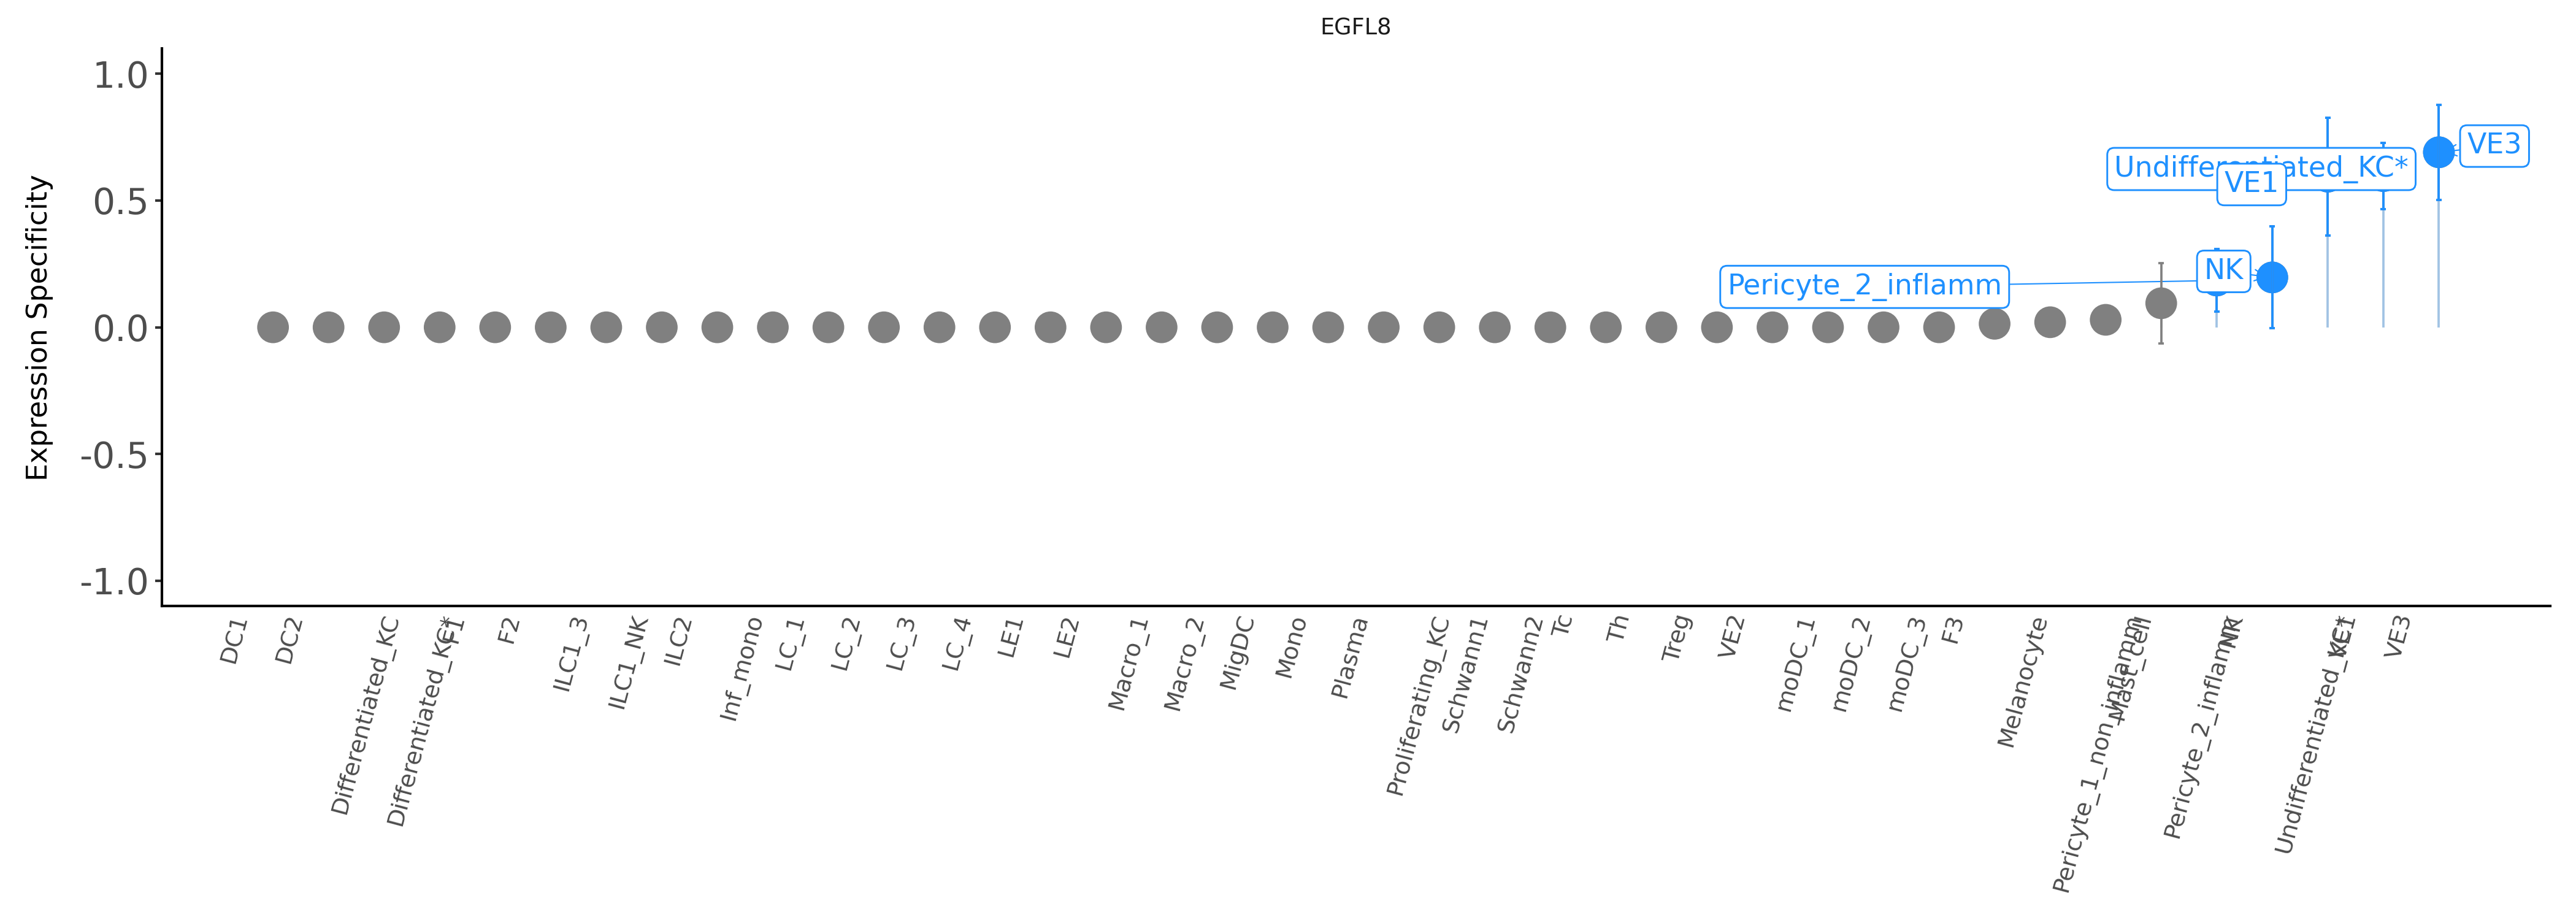 EGFL8
Expression Specificity
1.0
0.5
0.0
-0.5
-1.0
VE3
Undifferentiated_KC*
VE1
NK
Pericyte_2_inflamm
DC1
DC2
Differentiated_KC
Differentiated_KC*
F1
F2
ILC1_3
ILC1_NK
ILC2
Inf_mono
LC_1
LC_2
LC_3
LC_4
LE1
LE2
Macro_1
Macro_2
MigDC
Mono
Plasma
Proliferating_KC
Schwann1
Schwann2
Tc
Th
Treg
VE2
moDC_1
moDC_2
moDC_3
F3
Melanocyte
Pericyte_1_non_inflamm
Mast_cell
Pericyte_2_inflamm
NK
Undifferentiated_KC*
VE1
VE3